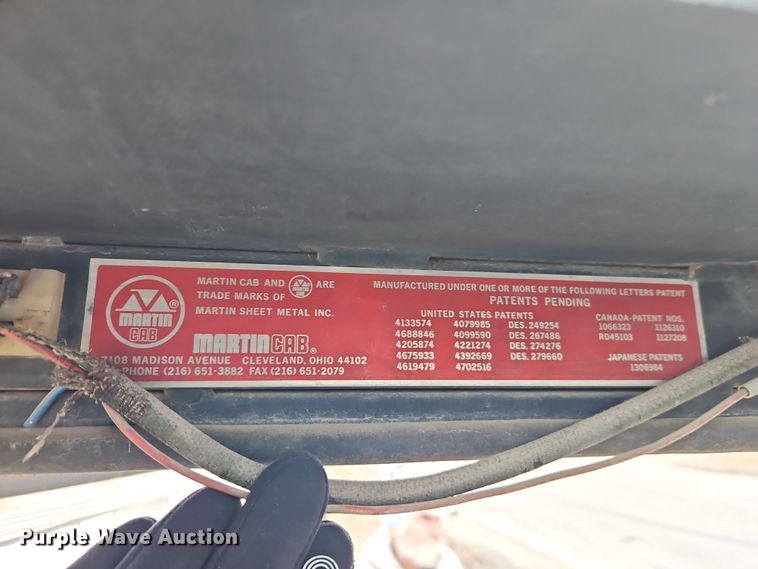 MARTIN
CAB
®
MARTIN CAB AND MARTIN CAB ARE
TRADE MARKS OF
MARTIN SHEET METAL INC.
MARTINCAB®
7108 MADISON AVENUE CLEVELAND, OHIO 44102
PHONE (216) 651-3882 FAX (216) 651-2079
MANUFACTURED UNDER ONE OR MORE OF THE FOLLOWING LETTERS PATENT
PATENTS PENDING
UNITED STATES PATENTS
4133574 4079985 DES. 249254
4688846 4099590 DES. 267486
4205874 4221274 DES. 274276
4675933 4392669 DES. 279660
4619479 4702516
CANADA-PATENT NOS.
1066323 1126310
RD45103 1127208
JAPANESE PATENTS
1306984
Purple Wave Auction